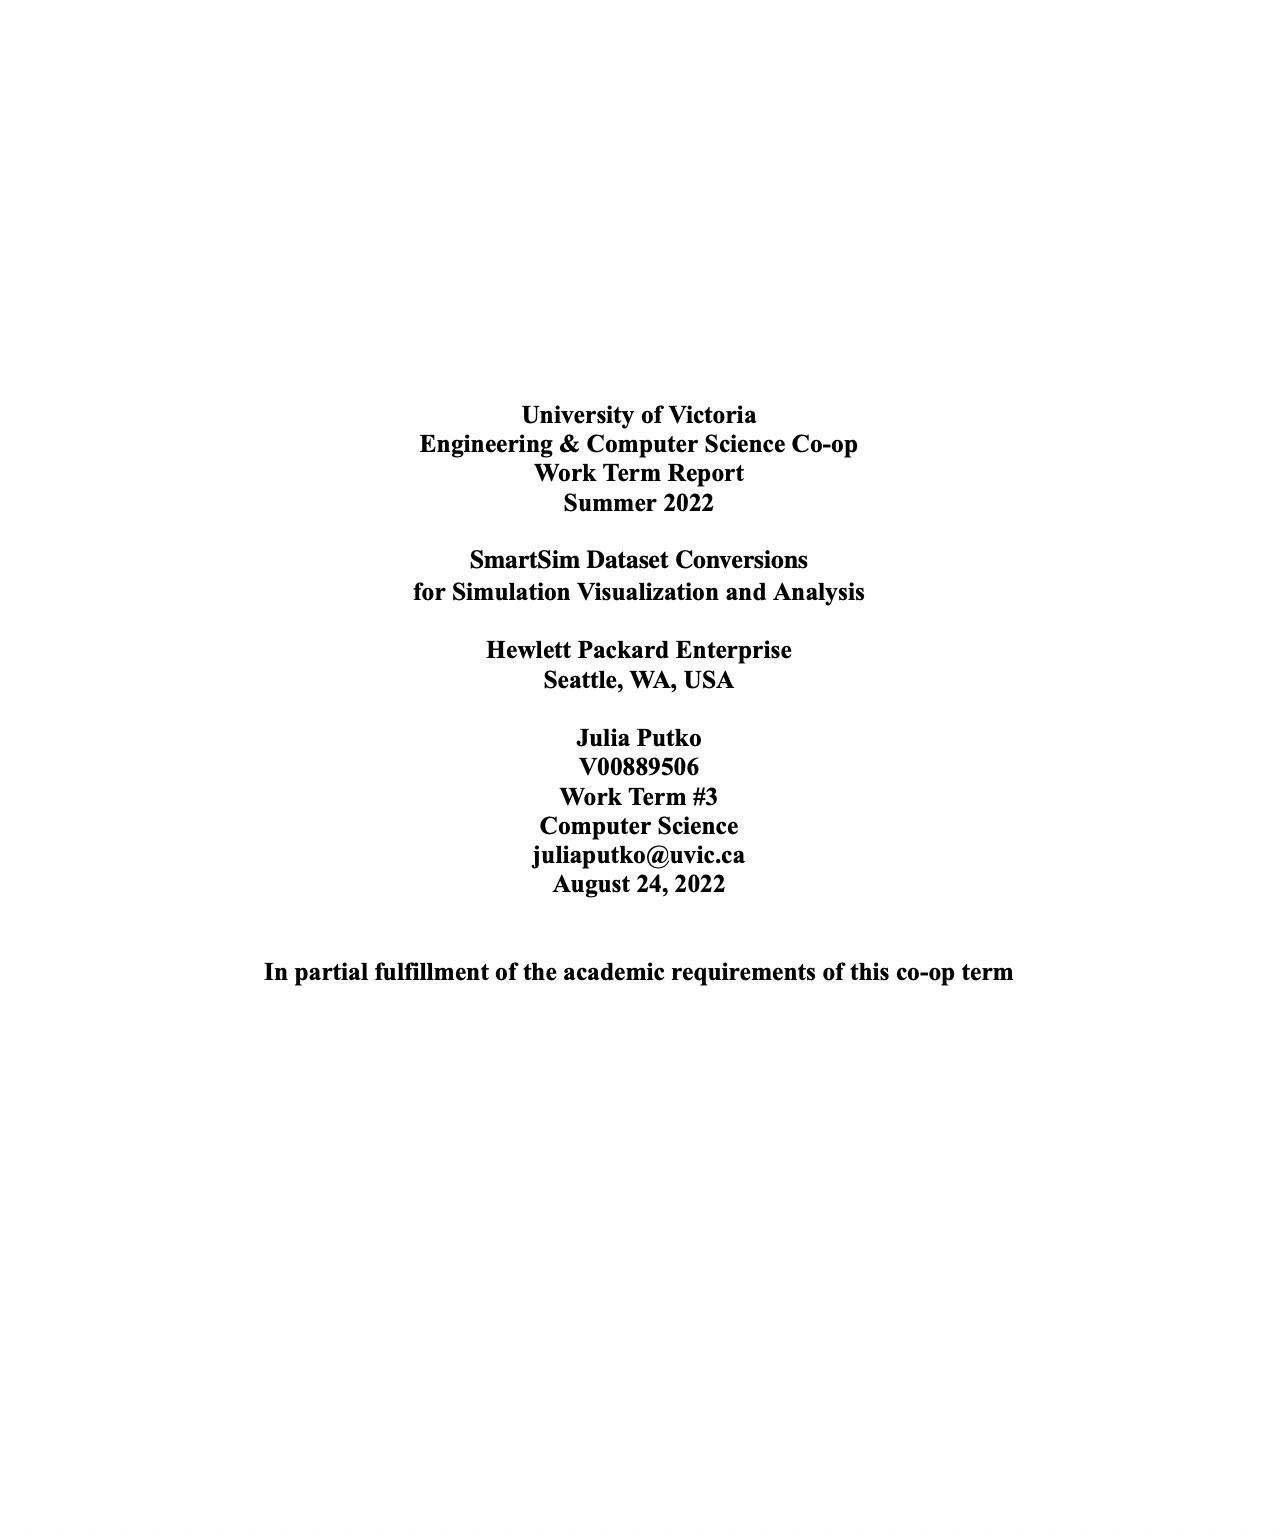 University of Victoria
Engineering & Computer Science Co-op
Work Term Report
Summer 2022
SmartSim Dataset Conversions
for Simulation Visualization and Analysis
Hewlett Packard Enterprise
Seattle, WA, USA
Julia Putko
V00889506
Work Term #3
Computer Science
juliaputko@uvic.ca
August 24, 2022
In partial fulfillment of the academic requirements of this co-op term